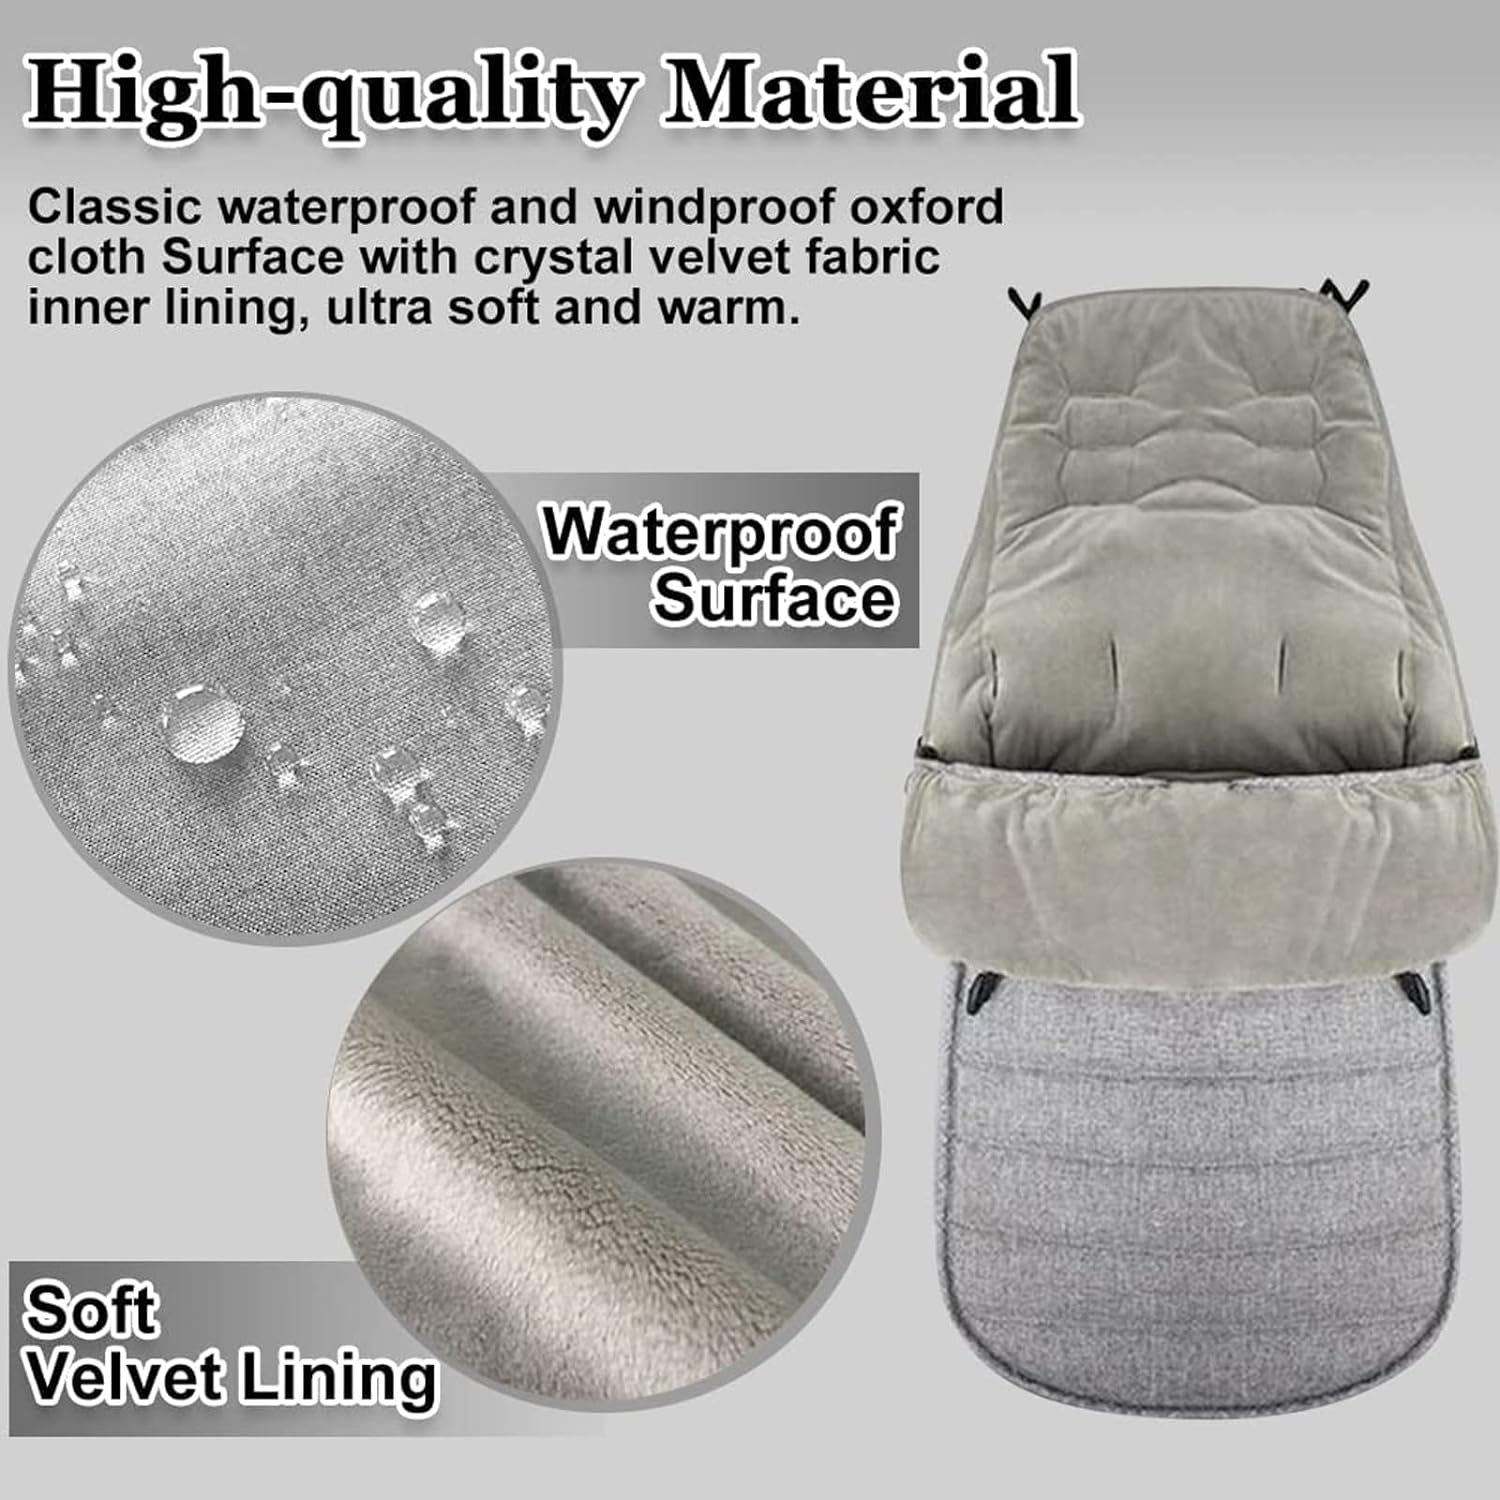 High-quality Material
Classic waterproof and windproof oxford
cloth Surface with crystal velvet fabric
inner lining, ultra soft and warm.
Waterproof
Surface
Soft
Velvet Lining